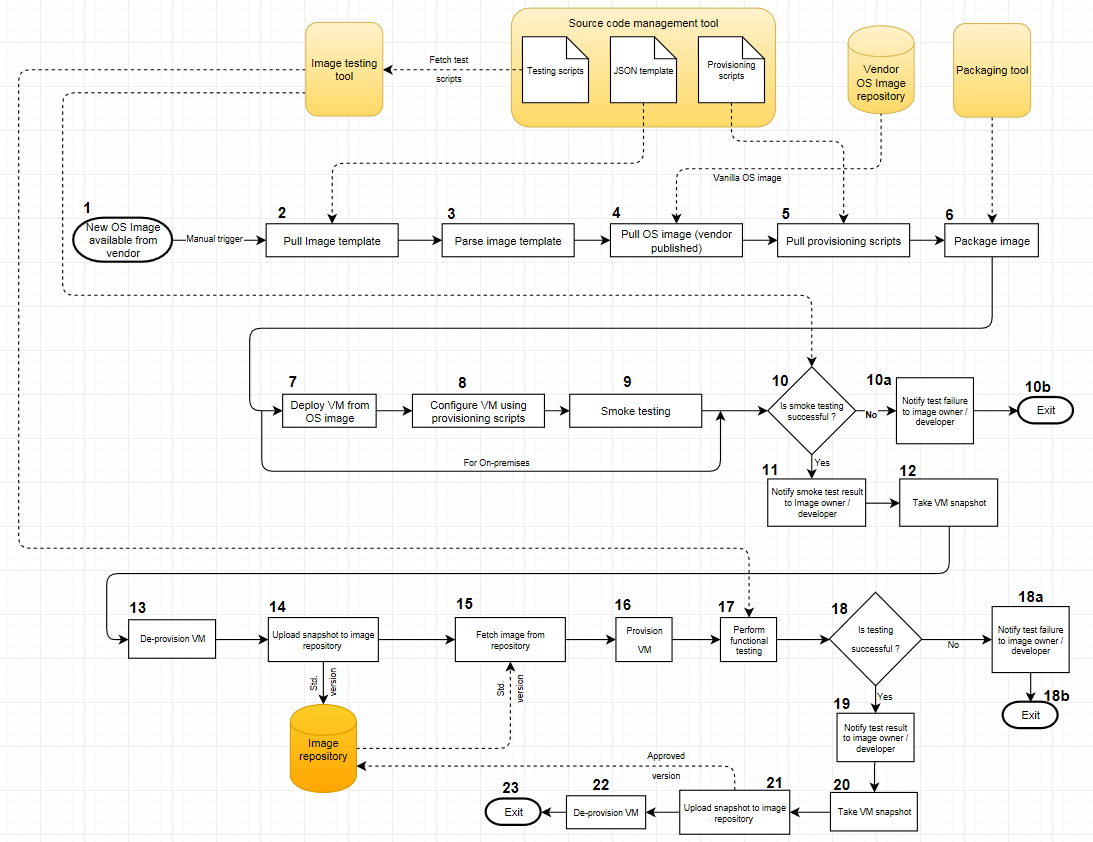 Source code management tool
Image testing
tool
Fetch test
scripts
Testing scripts
JSON template
Provisioning
scripts
Vendor
OS Image
repository
Packaging tool
Vanilla OS image
1
New OS Image
available from
vendor
Manual trigger
2
Pull Image template
3
Parse image template
4
Pull OS image (vendor
published)
5
Pull provisioning scripts
6
Package image
7
Deploy VM from
OS image
8
Configure VM using
provisioning scripts
9
Smoke testing
For On-premises
10
Is smoke testing
successful ?
No
10a
Notify test failure
to image owner /
developer
10b
Exit
Yes
11
Notify smoke test result
to Image owner /
developer
12
Take VM snapshot
13
De-provision VM
14
Upload snapshot to image
repository
Std.
version
Image
repository
15
Fetch image from
repository
Std.
version
16
Provision
VM
17
Perform
functional
testing
18
Is testing
successful ?
No
18a
Notify test failure
to image owner /
developer
18b
Exit
Yes
19
Notify test result
to image owner /
developer
20
Take VM snapshot
21
Upload snapshot to image
repository
Approved
version
22
De-provision VM
23
Exit